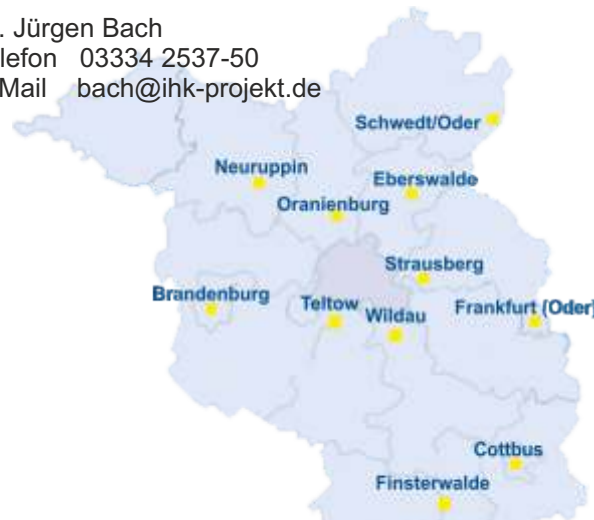 . Jürgen Bach
lefon 03334 2537-50
Mail bach@ihk-projekt.de
Schwedt/Oder
Neuruppin
Eberswalde
Oranienburg
Strausberg
Brandenburg
Teltow
Wildau
Frankfurt (Oder)
Cottbus
Finsterwalde